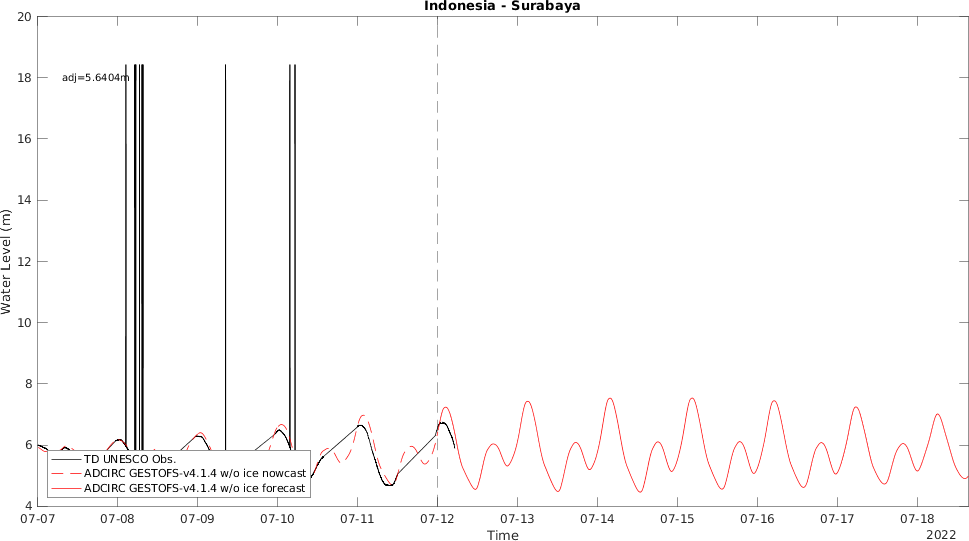 Indonesia - Surabaya
20
18
16
14
12
10
8
6
4
Water Level (m)
adj=5.6404m
TD UNESCO Obs.
ADCIRC GESTOFS-v4.1.4 w/o ice nowcast
ADCIRC GESTOFS-v4.1.4 w/o ice forecast
07-07 07-08 07-09 07-10 07-11 07-12 07-13 07-14 07-15 07-16 07-17 07-18
Time
2022